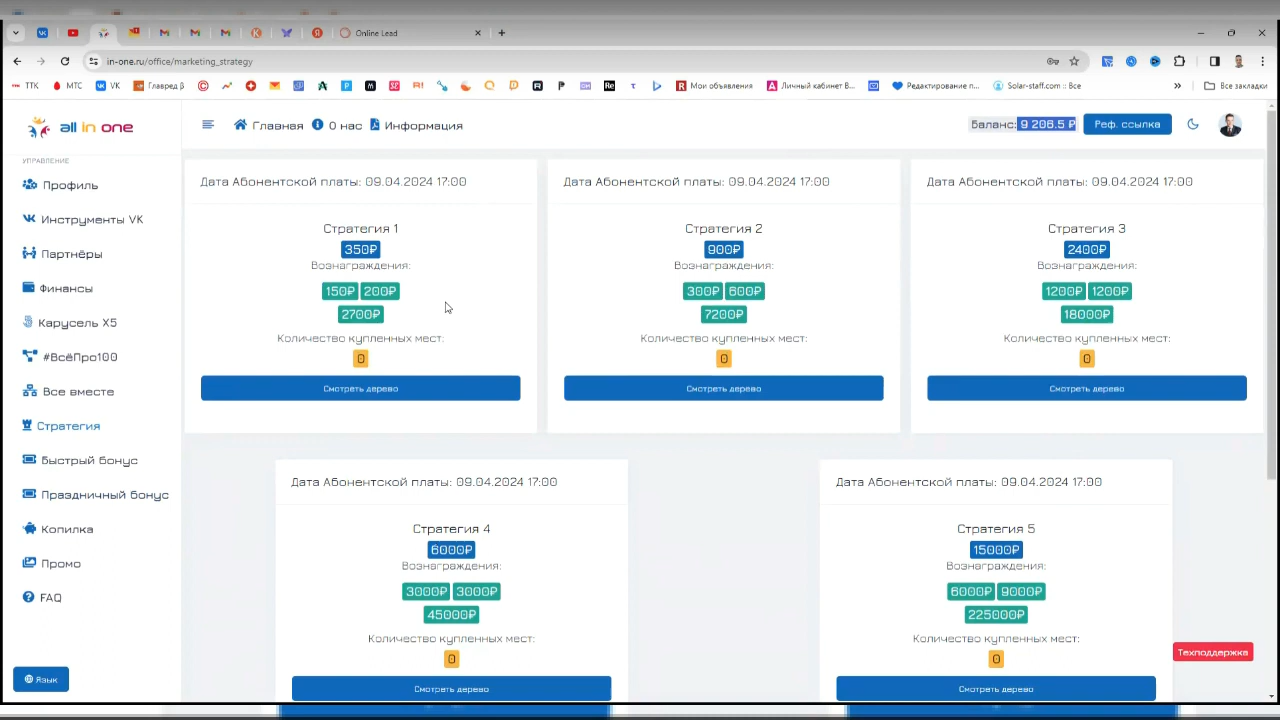 Online Lead
in-one.ru/office/marketing_strategy
ТТК МТС VK Главред Мои объявления Личный кабинет В... Редактирование п... Solar-staff.com :: Все Все закладки
all in one
Главная О нас Информация
Баланс: 9 206.5 ₽ Реф. ссылка
УПРАВЛЕНИЕ
Профиль
Инструменты VK
Партнёры
Финансы
Карусель X5
#ВсёПро100
Все вместе
Стратегия
Быстрый бонус
Праздничный бонус
Копилка
Промо
FAQ
Язык
Дата Абонентской платы: 09.04.2024 17:00
Стратегия 1
350₽
Вознаграждения:
150₽ 200₽
2700₽
Количество купленных мест:
0
Смотреть дерево
Дата Абонентской платы: 09.04.2024 17:00
Стратегия 2
900₽
Вознаграждения:
300₽ 600₽
7200₽
Количество купленных мест:
0
Смотреть дерево
Дата Абонентской платы: 09.04.2024 17:00
Стратегия 3
2400₽
Вознаграждения:
1200₽ 1200₽
18000₽
Количество купленных мест:
0
Смотреть дерево
Дата Абонентской платы: 09.04.2024 17:00
Стратегия 4
6000₽
Вознаграждения:
3000₽ 3000₽
45000₽
Количество купленных мест:
0
Смотреть дерево
Дата Абонентской платы: 09.04.2024 17:00
Стратегия 5
15000₽
Вознаграждения:
6000₽ 9000₽
225000₽
Количество купленных мест:
0
Смотреть дерево
Техподдержка